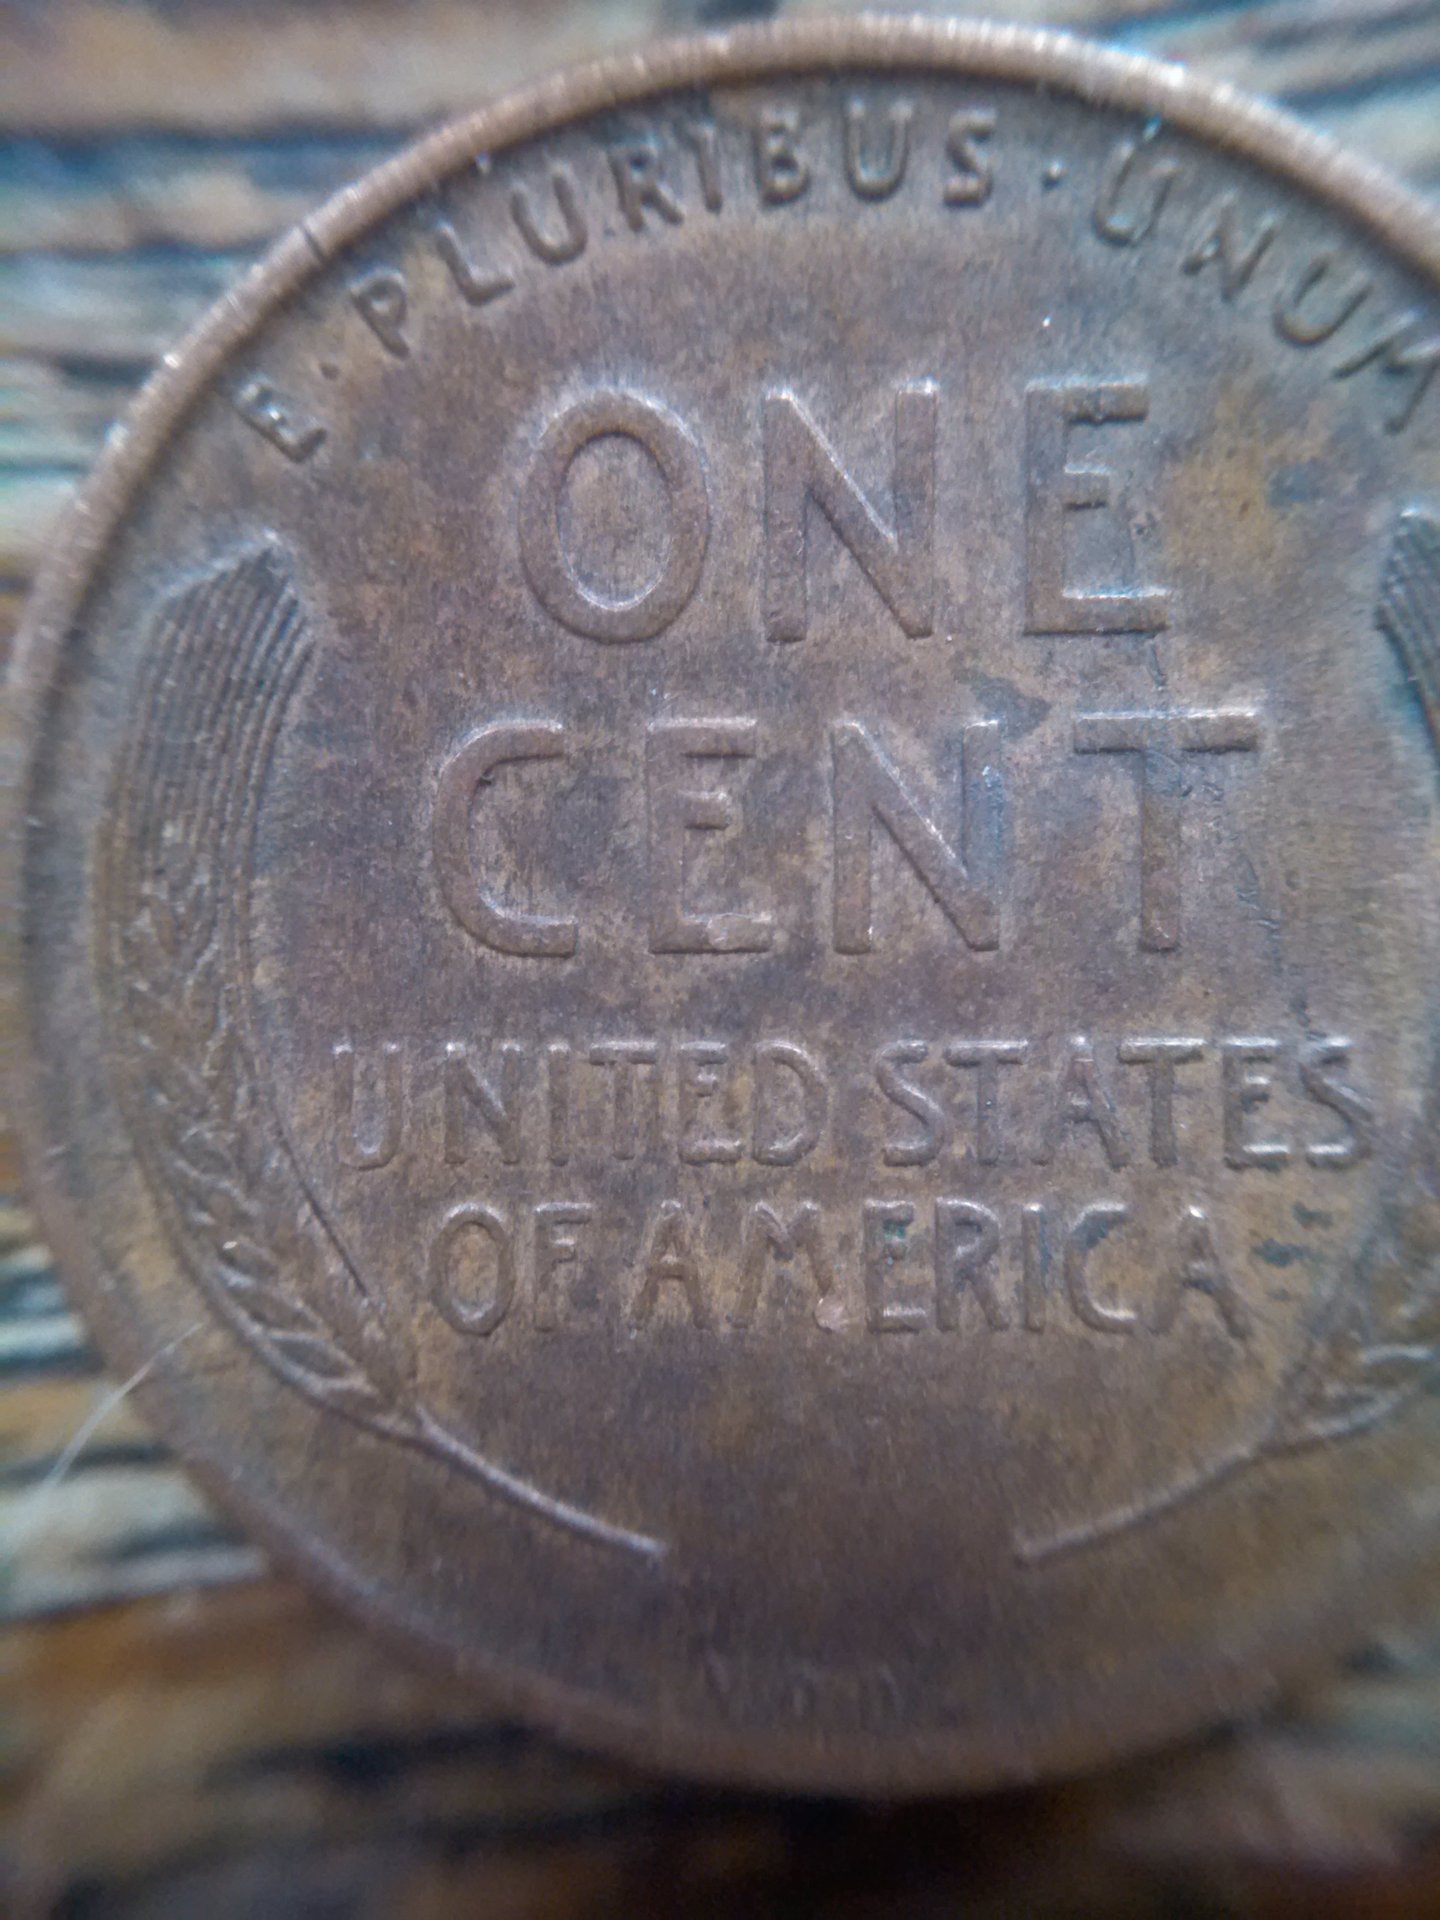 E·PLURIBUS·UNUM
ONE
CENT
UNITED STATES
OF AMERICA